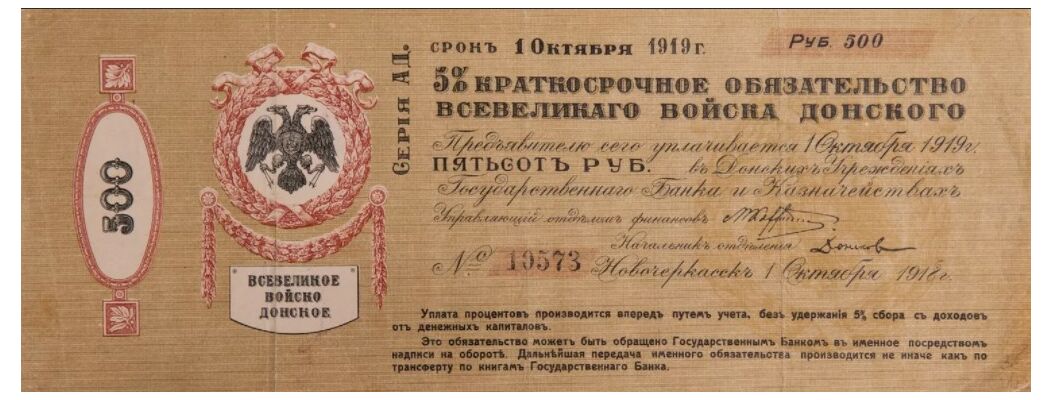 500
ВСЕВЕЛИКОЕ
ВОЙСКО
ДОНСКОЕ
СЕРІЯ АД.
СРОКЪ 1 ОКТЯБРЯ 1919 г.
РУБ. 500
5% КРАТКОСРОЧНОЕ ОБЯЗАТЕЛЬСТВО
ВСЕВЕЛИКАГО ВОЙСКА ДОНСКОГО
Предъявителю сего уплачивается 1 Октября 1919 г.
ПЯТЬСОТЪ РУБ. въ Донскихъ Учрежденіяхъ
Государственнаго Банка и Казначействахъ
Управляющій отдѣломъ финансовъ
Начальникъ отдѣленія
№ 19573 Новочеркасскъ 1 Октября 1918 г.
Уплата процентовъ производится впередъ путемъ учета, безъ удержанія 5% сбора съ доходовъ
отъ денежныхъ капиталовъ.
Это обязательство можетъ быть обращено Государственнымъ Банкомъ въ именное посредствомъ
надписи на оборотѣ. Дальнѣйшая передача именного обязательства производится не иначе какъ по
трансферту по книгамъ Государственнаго Банка.